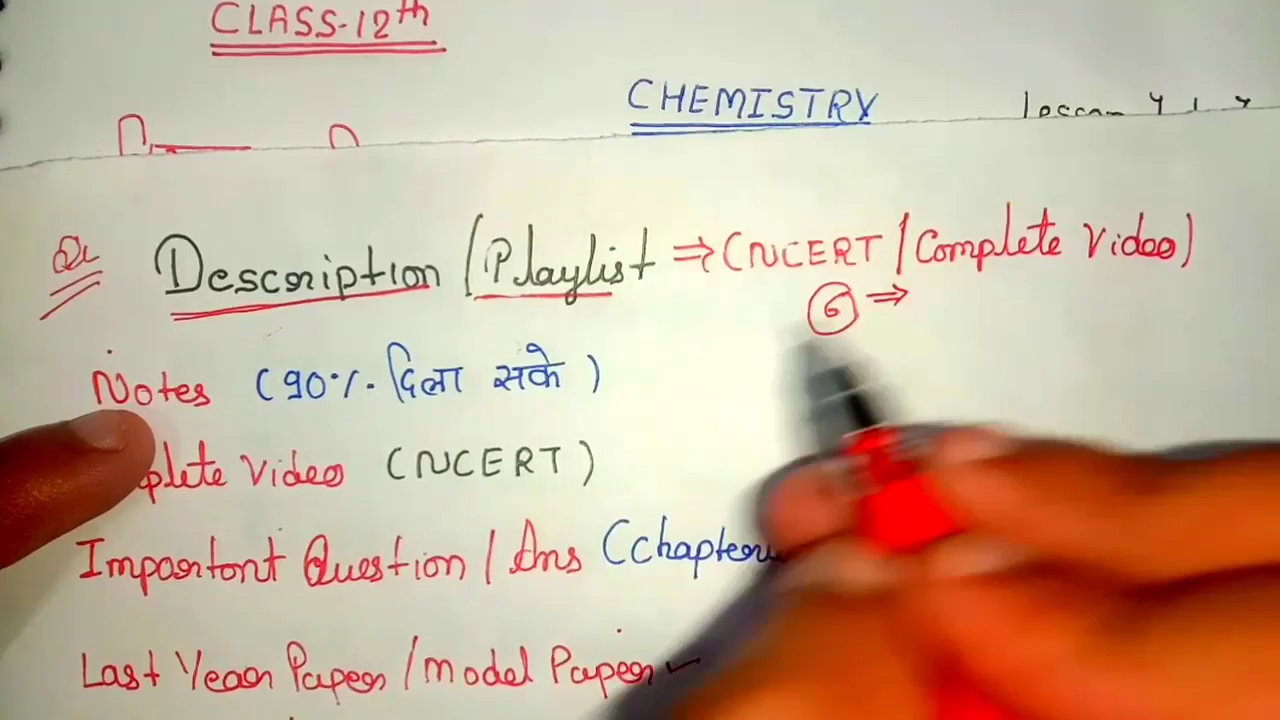 CLASS-12th
CHEMISTRY
Description / Playlist ⇒ (NCERT / Complete Video)
6 ⇒
Notes (90%. दिला सके )
plete Video (NCERT)
Important Question / Ans (chapter
Last Year Paper / Model Paper